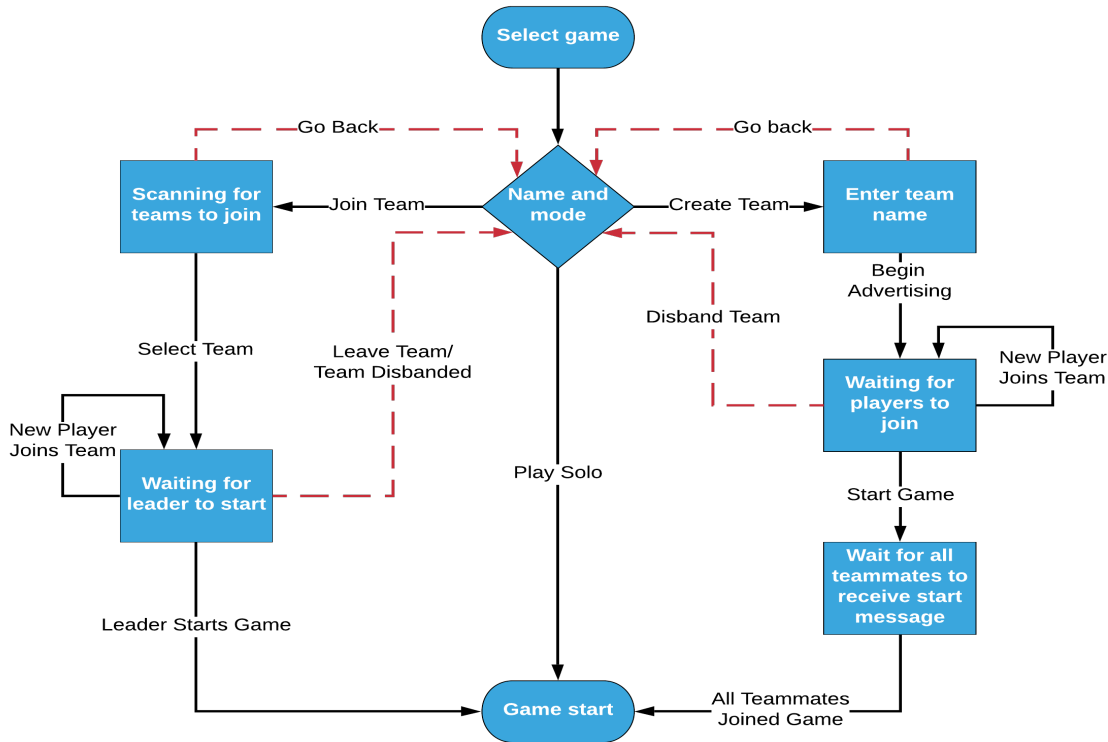 Select game
Go Back
Go back
Scanning for
teams to join
Join Team
Name and
mode
Create Team
Enter team
name
Begin
Advertising
Disband Team
Select Team
Leave Team/
Team Disbanded
New Player
Joins Team
Waiting for
players to
join
New Player
Joins Team
Waiting for
leader to start
Play Solo
Start Game
Wait for all
teammates to
receive start
message
Leader Starts Game
Game start
All Teammates
Joined Game